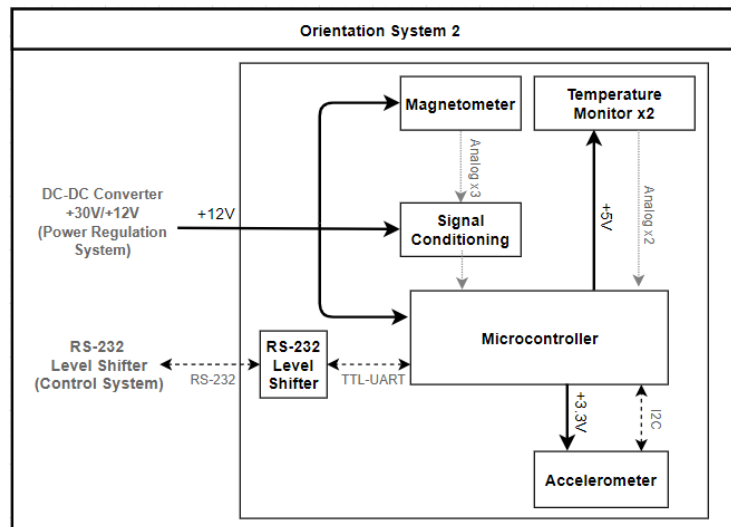 Orientation System 2
Magnetometer
Temperature
Monitor x2
Analog x3
Analog x2
DC-DC Converter
+30V/+12V
(Power Regulation
System)
+12V
Signal
Conditioning
+5V
Microcontroller
RS-232
Level Shifter
(Control System)
RS-232
RS-232
Level
Shifter
TTL-UART
+3.3V
I2C
Accelerometer